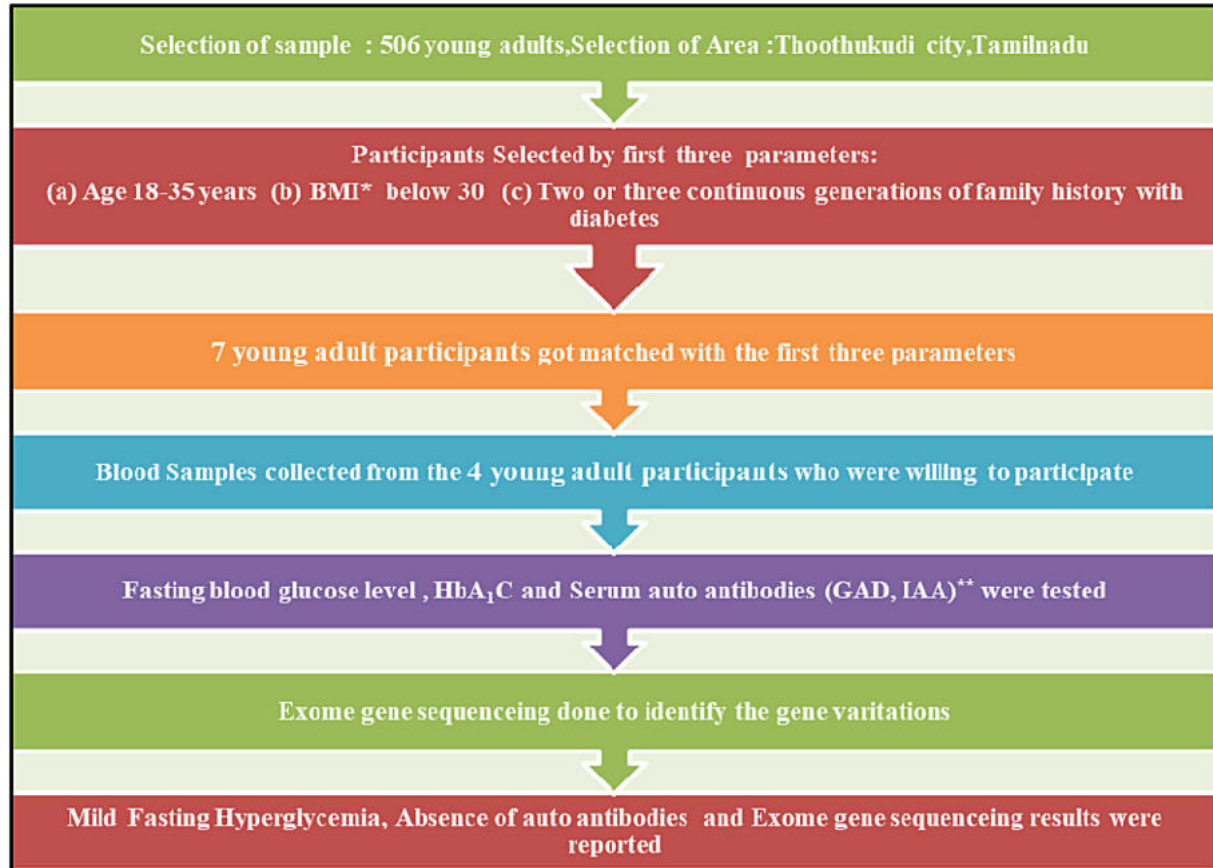 Selection of sample : 506 young adults,Selection of Area :Thoothukudi city,Tamilnadu
Participants Selected by first three parameters:
(a) Age 18-35 years (b) BMI* below 30 (c) Two or three continuous generations of family history with
diabetes
7 young adult participants got matched with the first three parameters
Blood Samples collected from the 4 young adult participants who were willing to participate
Fasting blood glucose level , HbA₁C and Serum auto antibodies (GAD, IAA)** were tested
Exome gene sequenceing done to identify the gene varitations
Mild Fasting Hyperglycemia, Absence of auto antibodies and Exome gene sequenceing results were
reported